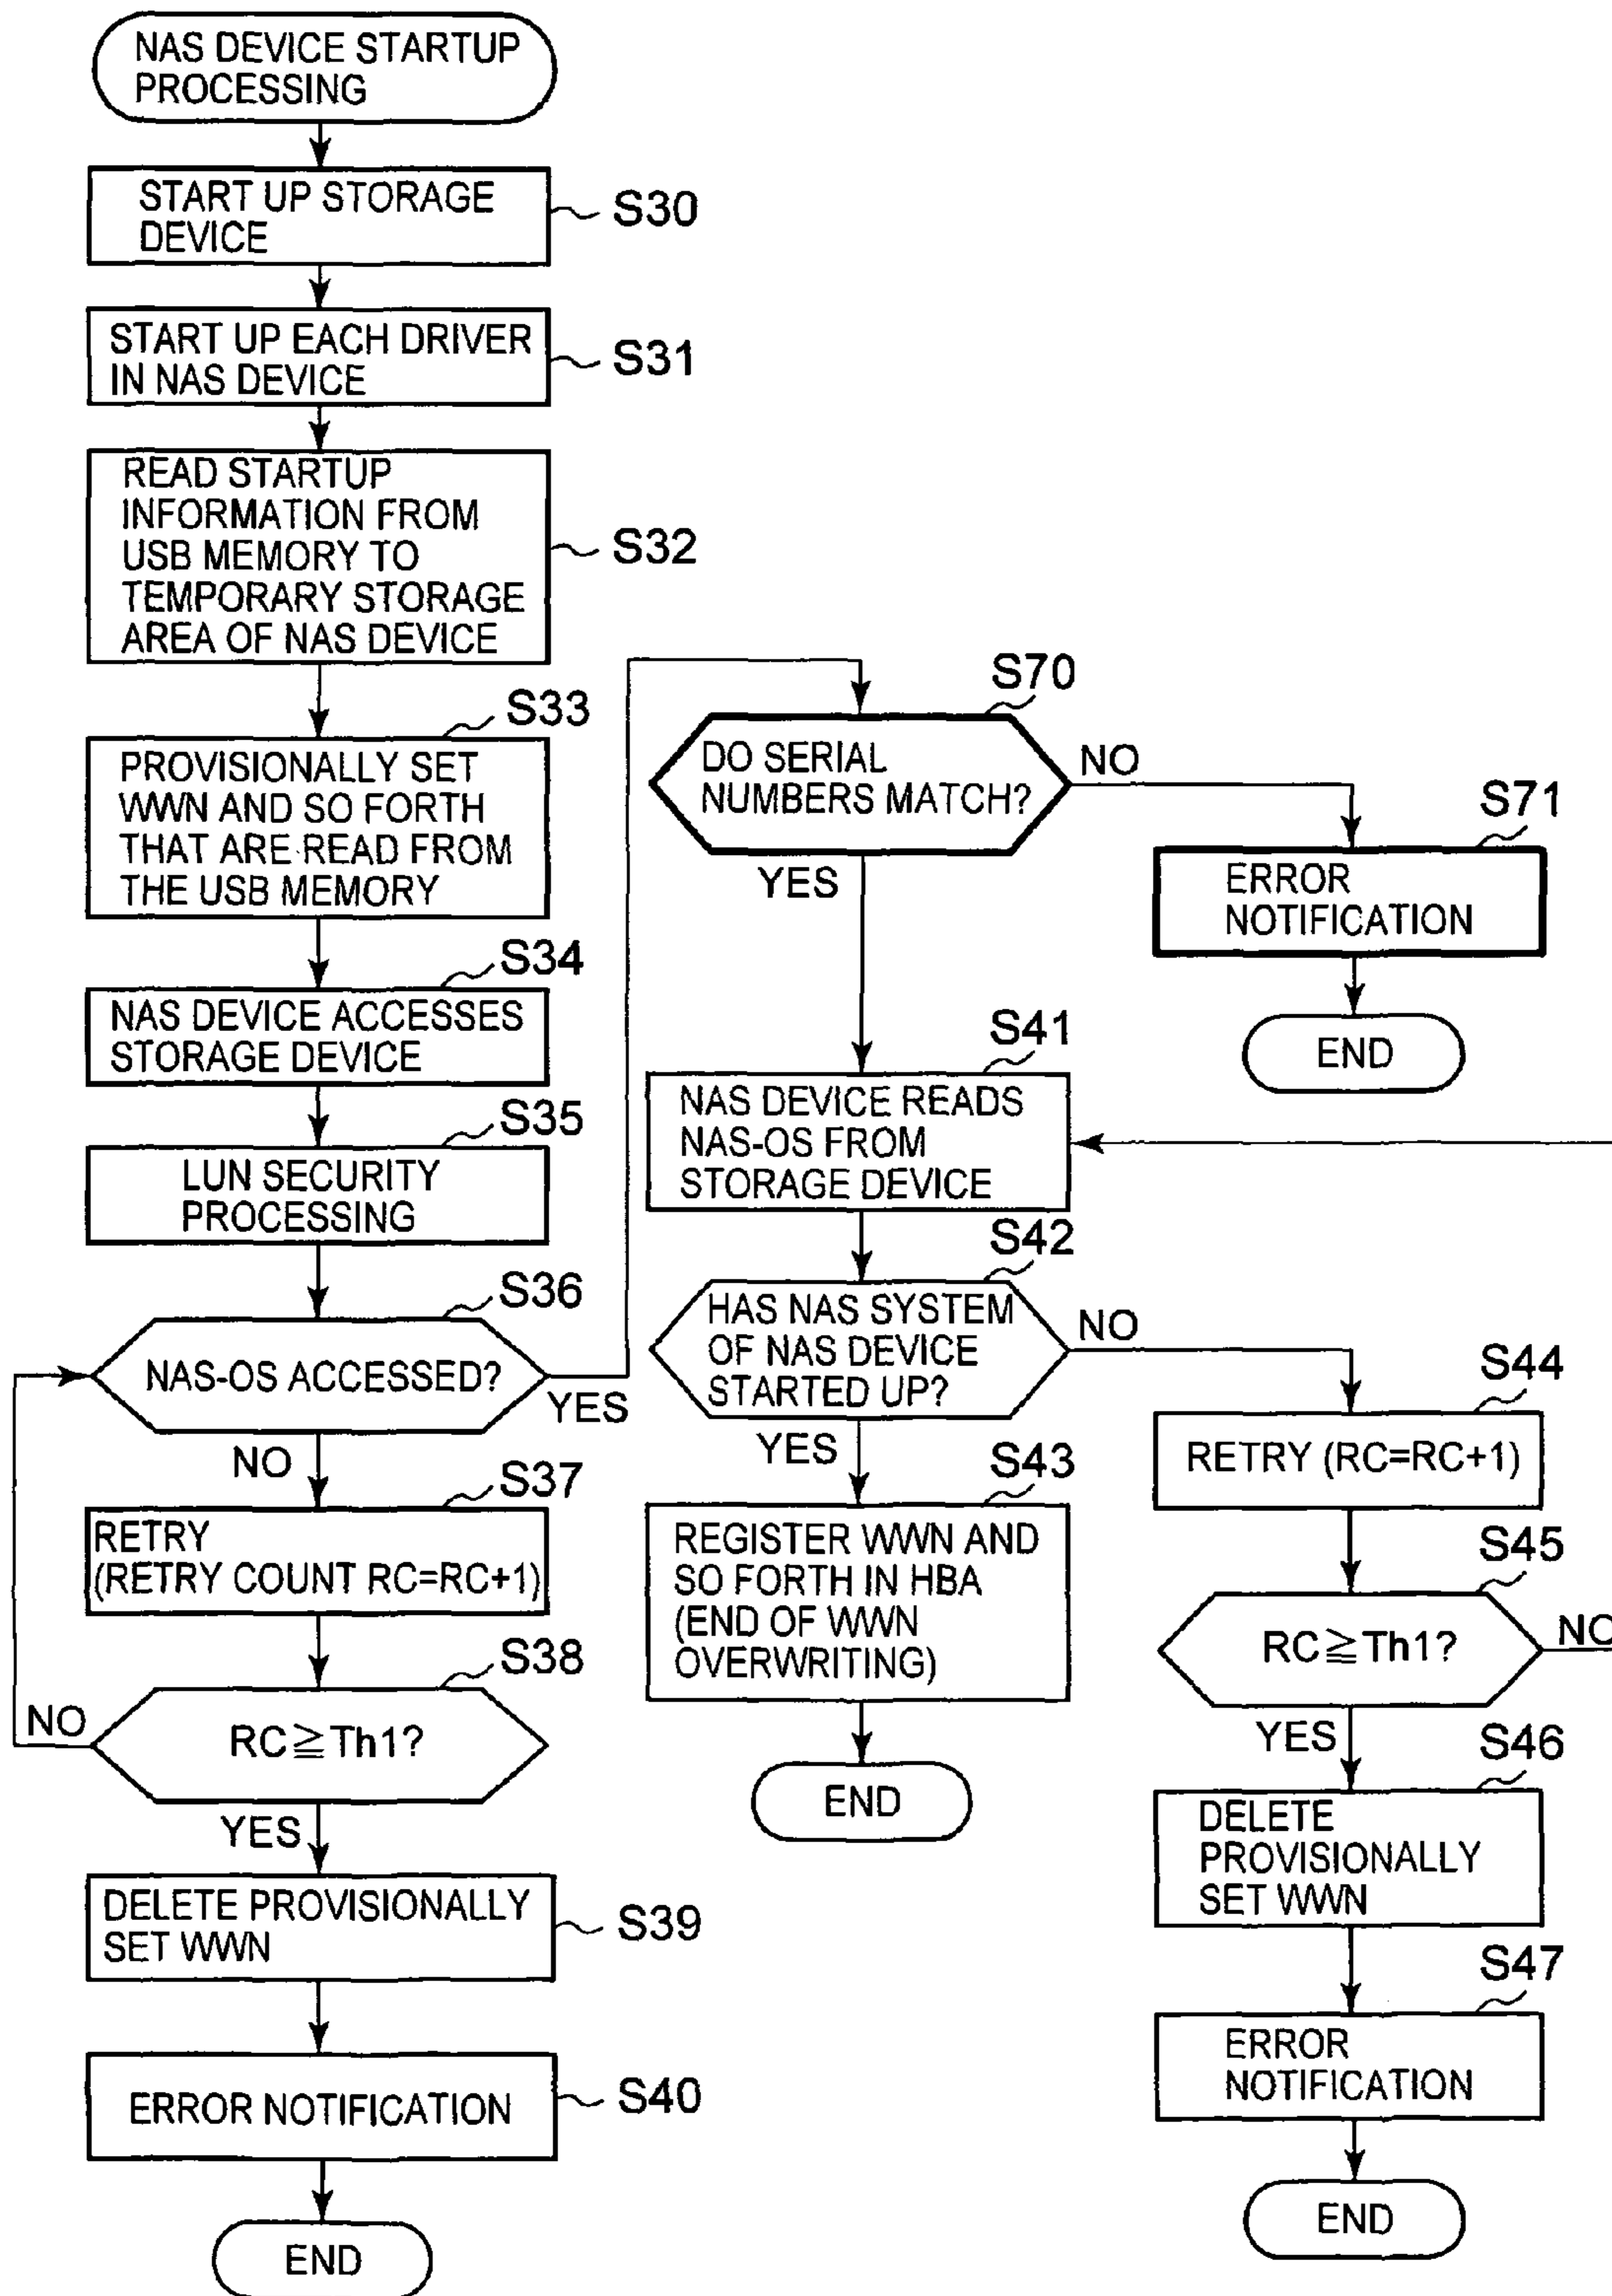 NAS DEVICE STARTUP
PROCESSING
START UP STORAGE
DEVICE
S30
START UP EACH DRIVER
IN NAS DEVICE
S31
READ STARTUP
INFORMATION FROM
USB MEMORY TO
TEMPORARY STORAGE
AREA OF NAS DEVICE
S32
S33
PROVISIONALLY SET
WWN AND SO FORTH
THAT ARE READ FROM
THE USB MEMORY
S34
NAS DEVICE ACCESSES
STORAGE DEVICE
S35
LUN SECURITY
PROCESSING
S36
NAS-OS ACCESSED?
YES
NO
S37
RETRY
(RETRY COUNT RC=RC+1)
S38
RC≧Th1?
NO
YES
DELETE PROVISIONALLY
SET WWN
S39
ERROR NOTIFICATION
S40
END
S70
DO SERIAL
NUMBERS MATCH?
NO
YES
S71
ERROR
NOTIFICATION
END
S41
NAS DEVICE READS
NAS-OS FROM
STORAGE DEVICE
S42
HAS NAS SYSTEM
OF NAS DEVICE
STARTED UP?
NO
YES
S43
REGISTER WWN AND
SO FORTH IN HBA
(END OF WWN
OVERWRITING)
END
S44
RETRY (RC=RC+1)
S45
RC≧Th1?
NO
YES
S46
DELETE
PROVISIONALLY
SET WWN
S47
ERROR
NOTIFICATION
END